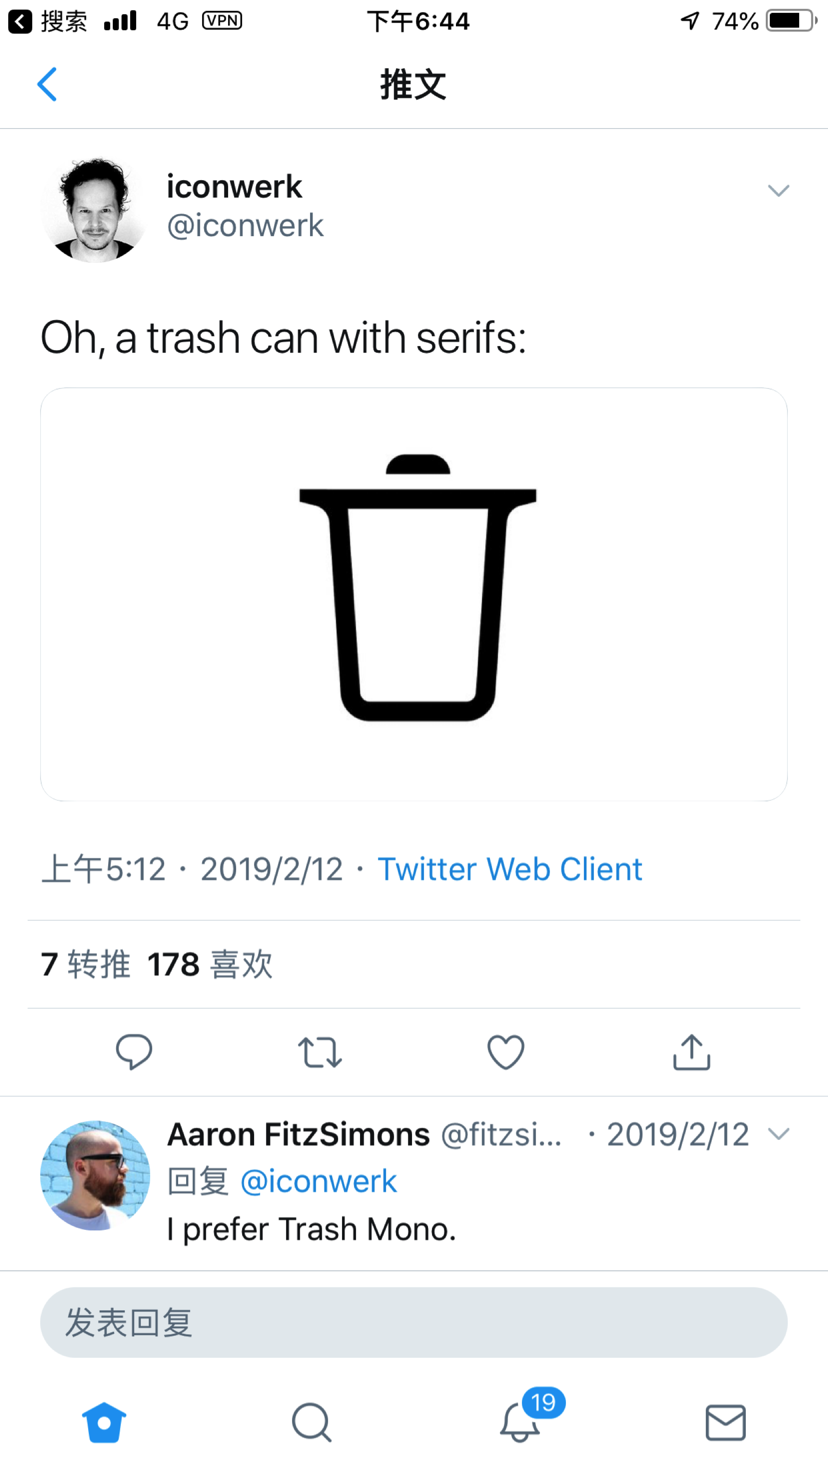 搜索 4G VPN 下午6:44 74%
推文
iconwerk
@iconwerk
Oh, a trash can with serifs:
上午5:12 · 2019/2/12 · Twitter Web Client
7 转推 178 喜欢
Aaron FitzSimons @fitzsi... · 2019/2/12
回复 @iconwerk
I prefer Trash Mono.
发表回复
19